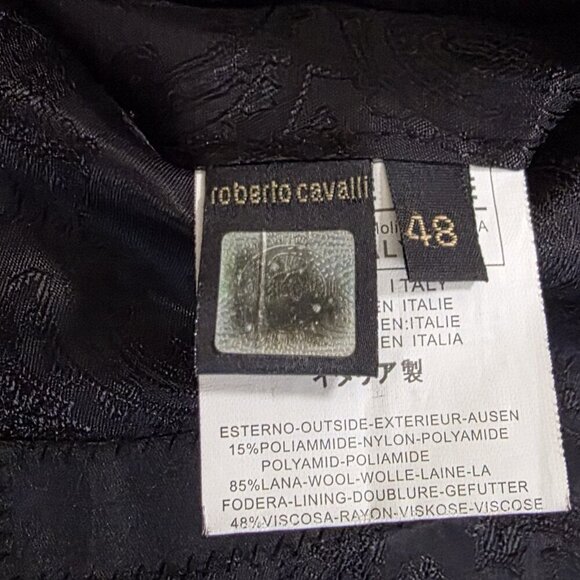 roberto cavalli
48
ITALY
EN ITALIE
EN:ITALIE
EN ITALIA
イタリア製
ESTERNO-OUTSIDE-EXTERIEUR-AUSEN
15%POLIAMMIDE-NYLON-POLYAMIDE
POLYAMID-POLIAMIDE
85%LANA-WOOL-WOLLE-LAINE-LA
FODERA-LINING-DOUBLURE-GEFUTTER
48%VISCOSA-RAYON-VISKOSE-VISCOSE